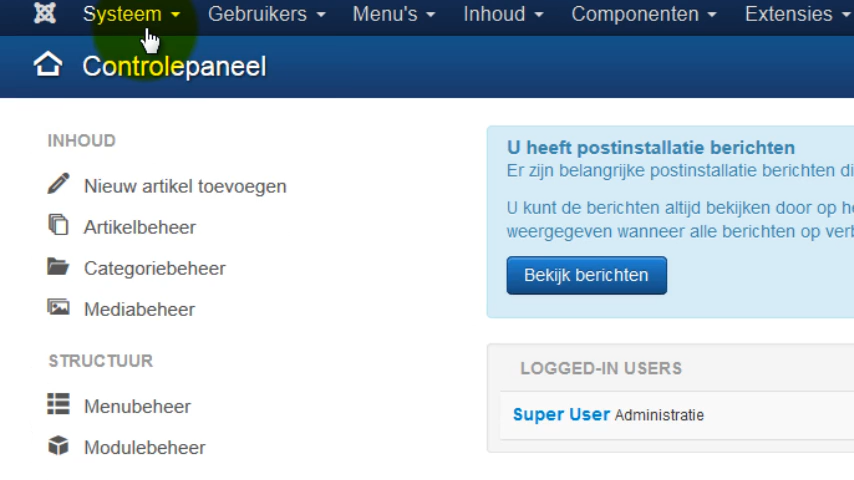 Systeem Gebruikers Menu's Inhoud Componenten Extensies
Controlepaneel
INHOUD
Nieuw artikel toevoegen
Artikelbeheer
Categoriebeheer
Mediabeheer
STRUCTUUR
Menubeheer
Modulebeheer
U heeft postinstallatie berichten
Er zijn belangrijke postinstallatie berichten di
U kunt de berichten altijd bekijken door op he
weergegeven wanneer alle berichten op verb
Bekijk berichten
LOGGED-IN USERS
Super User Administratie